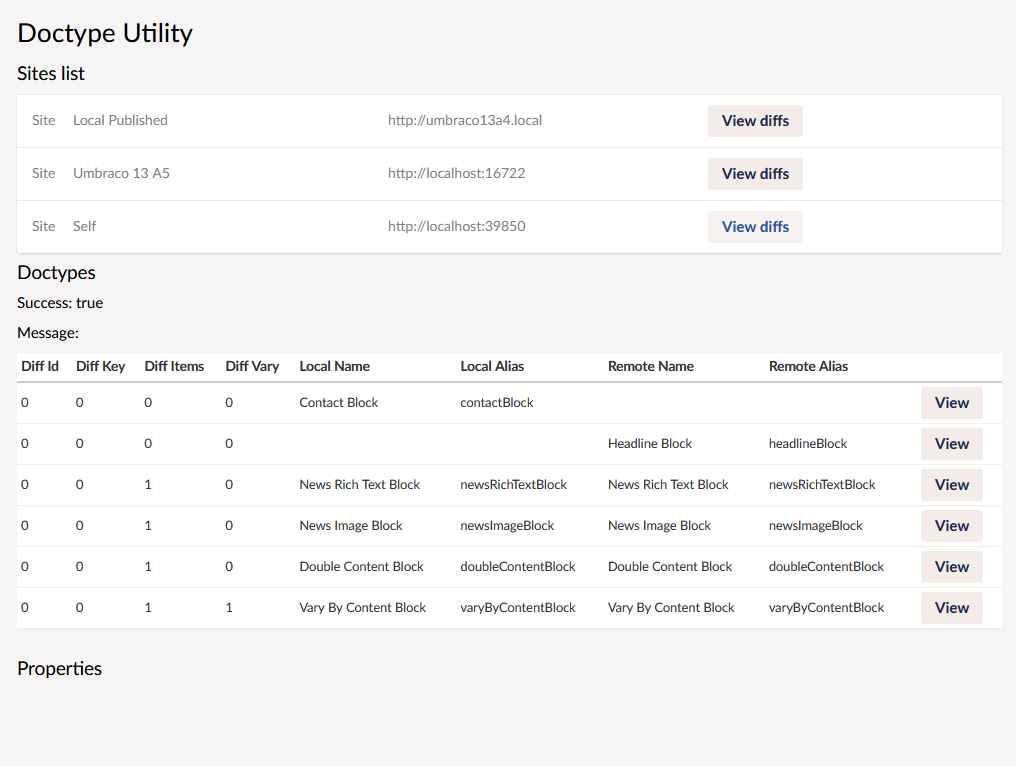 Doctype Utility
Sites list
Site Local Published http://umbraco13a4.local View diffs
Site Umbraco 13 A5 http://localhost:16722 View diffs
Site Self http://localhost:39850 View diffs
Doctypes
Success: true
Message:
Diff Id Diff Key Diff Items Diff Vary Local Name Local Alias Remote Name Remote Alias
0 0 0 0 Contact Block contactBlock View
0 0 0 0 Headline Block headlineBlock View
0 0 1 0 News Rich Text Block newsRichTextBlock News Rich Text Block newsRichTextBlock View
0 0 1 0 News Image Block newsImageBlock News Image Block newsImageBlock View
0 0 1 0 Double Content Block doubleContentBlock Double Content Block doubleContentBlock View
0 0 1 1 Vary By Content Block varyByContentBlock Vary By Content Block varyByContentBlock View
Properties